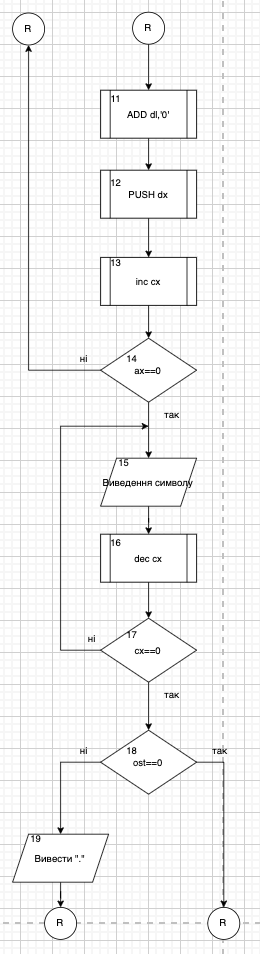 R
R
11
ADD dl,'0'
12
PUSH dx
13
inc cx
ні
14
ax==0
так
15
Виведення символу
16
dec cx
ні
17
cx==0
так
ні
18
ost==0
так
19
Вивести "."
R
R